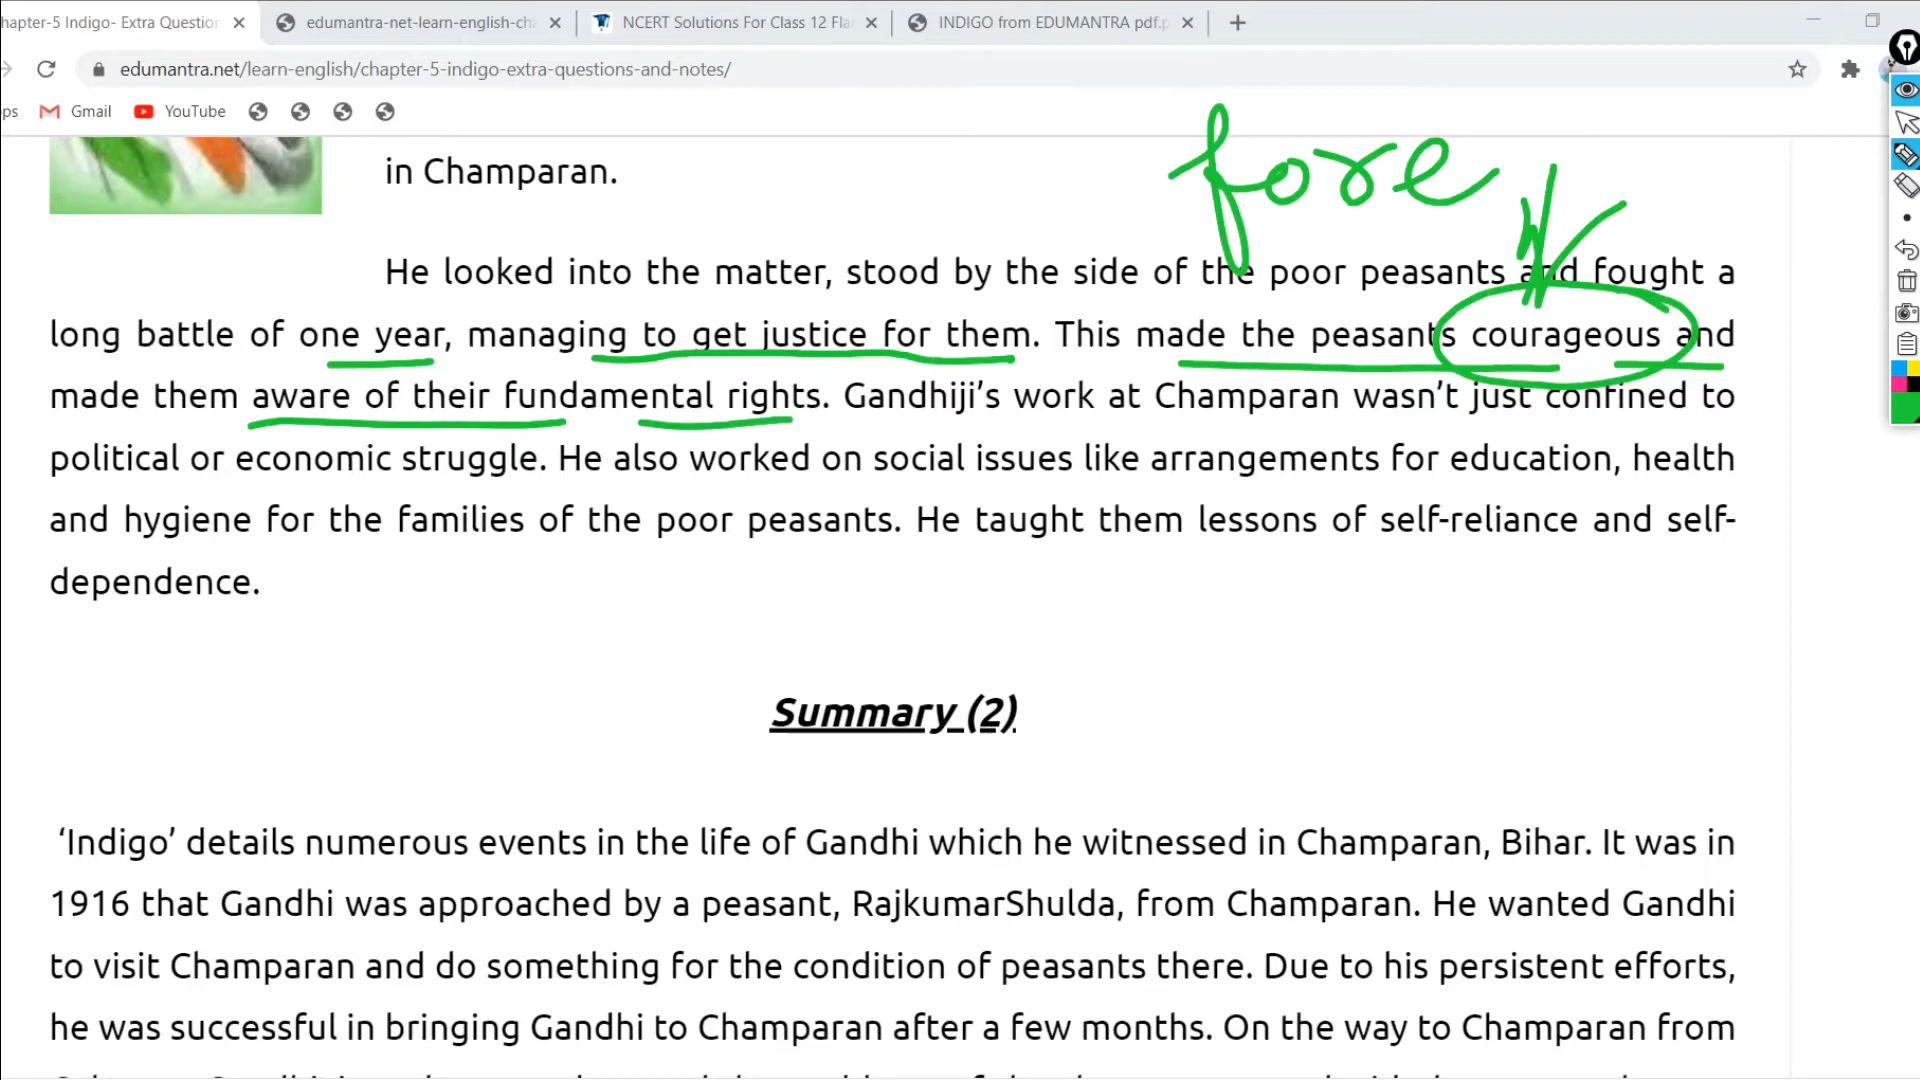 hapter-5 Indigo- Extra Question
edumantra-net-learn-english-ch
NCERT Solutions For Class 12 Fla
INDIGO from EDUMANTRA pdf.p
edumantra.net/learn-english/chapter-5-indigo-extra-questions-and-notes/
ps
Gmail
YouTube
fore
in Champaran.
He looked into the matter, stood by the side of the poor peasants and fought a
long battle of one year, managing to get justice for them. This made the peasants courageous and
made them aware of their fundamental rights. Gandhiji’s work at Champaran wasn’t just confined to
political or economic struggle. He also worked on social issues like arrangements for education, health
and hygiene for the families of the poor peasants. He taught them lessons of self-reliance and self-
dependence.
Summary (2)
‘Indigo’ details numerous events in the life of Gandhi which he witnessed in Champaran, Bihar. It was in
1916 that Gandhi was approached by a peasant, RajkumarShulda, from Champaran. He wanted Gandhi
to visit Champaran and do something for the condition of peasants there. Due to his persistent efforts,
he was successful in bringing Gandhi to Champaran after a few months. On the way to Champaran from